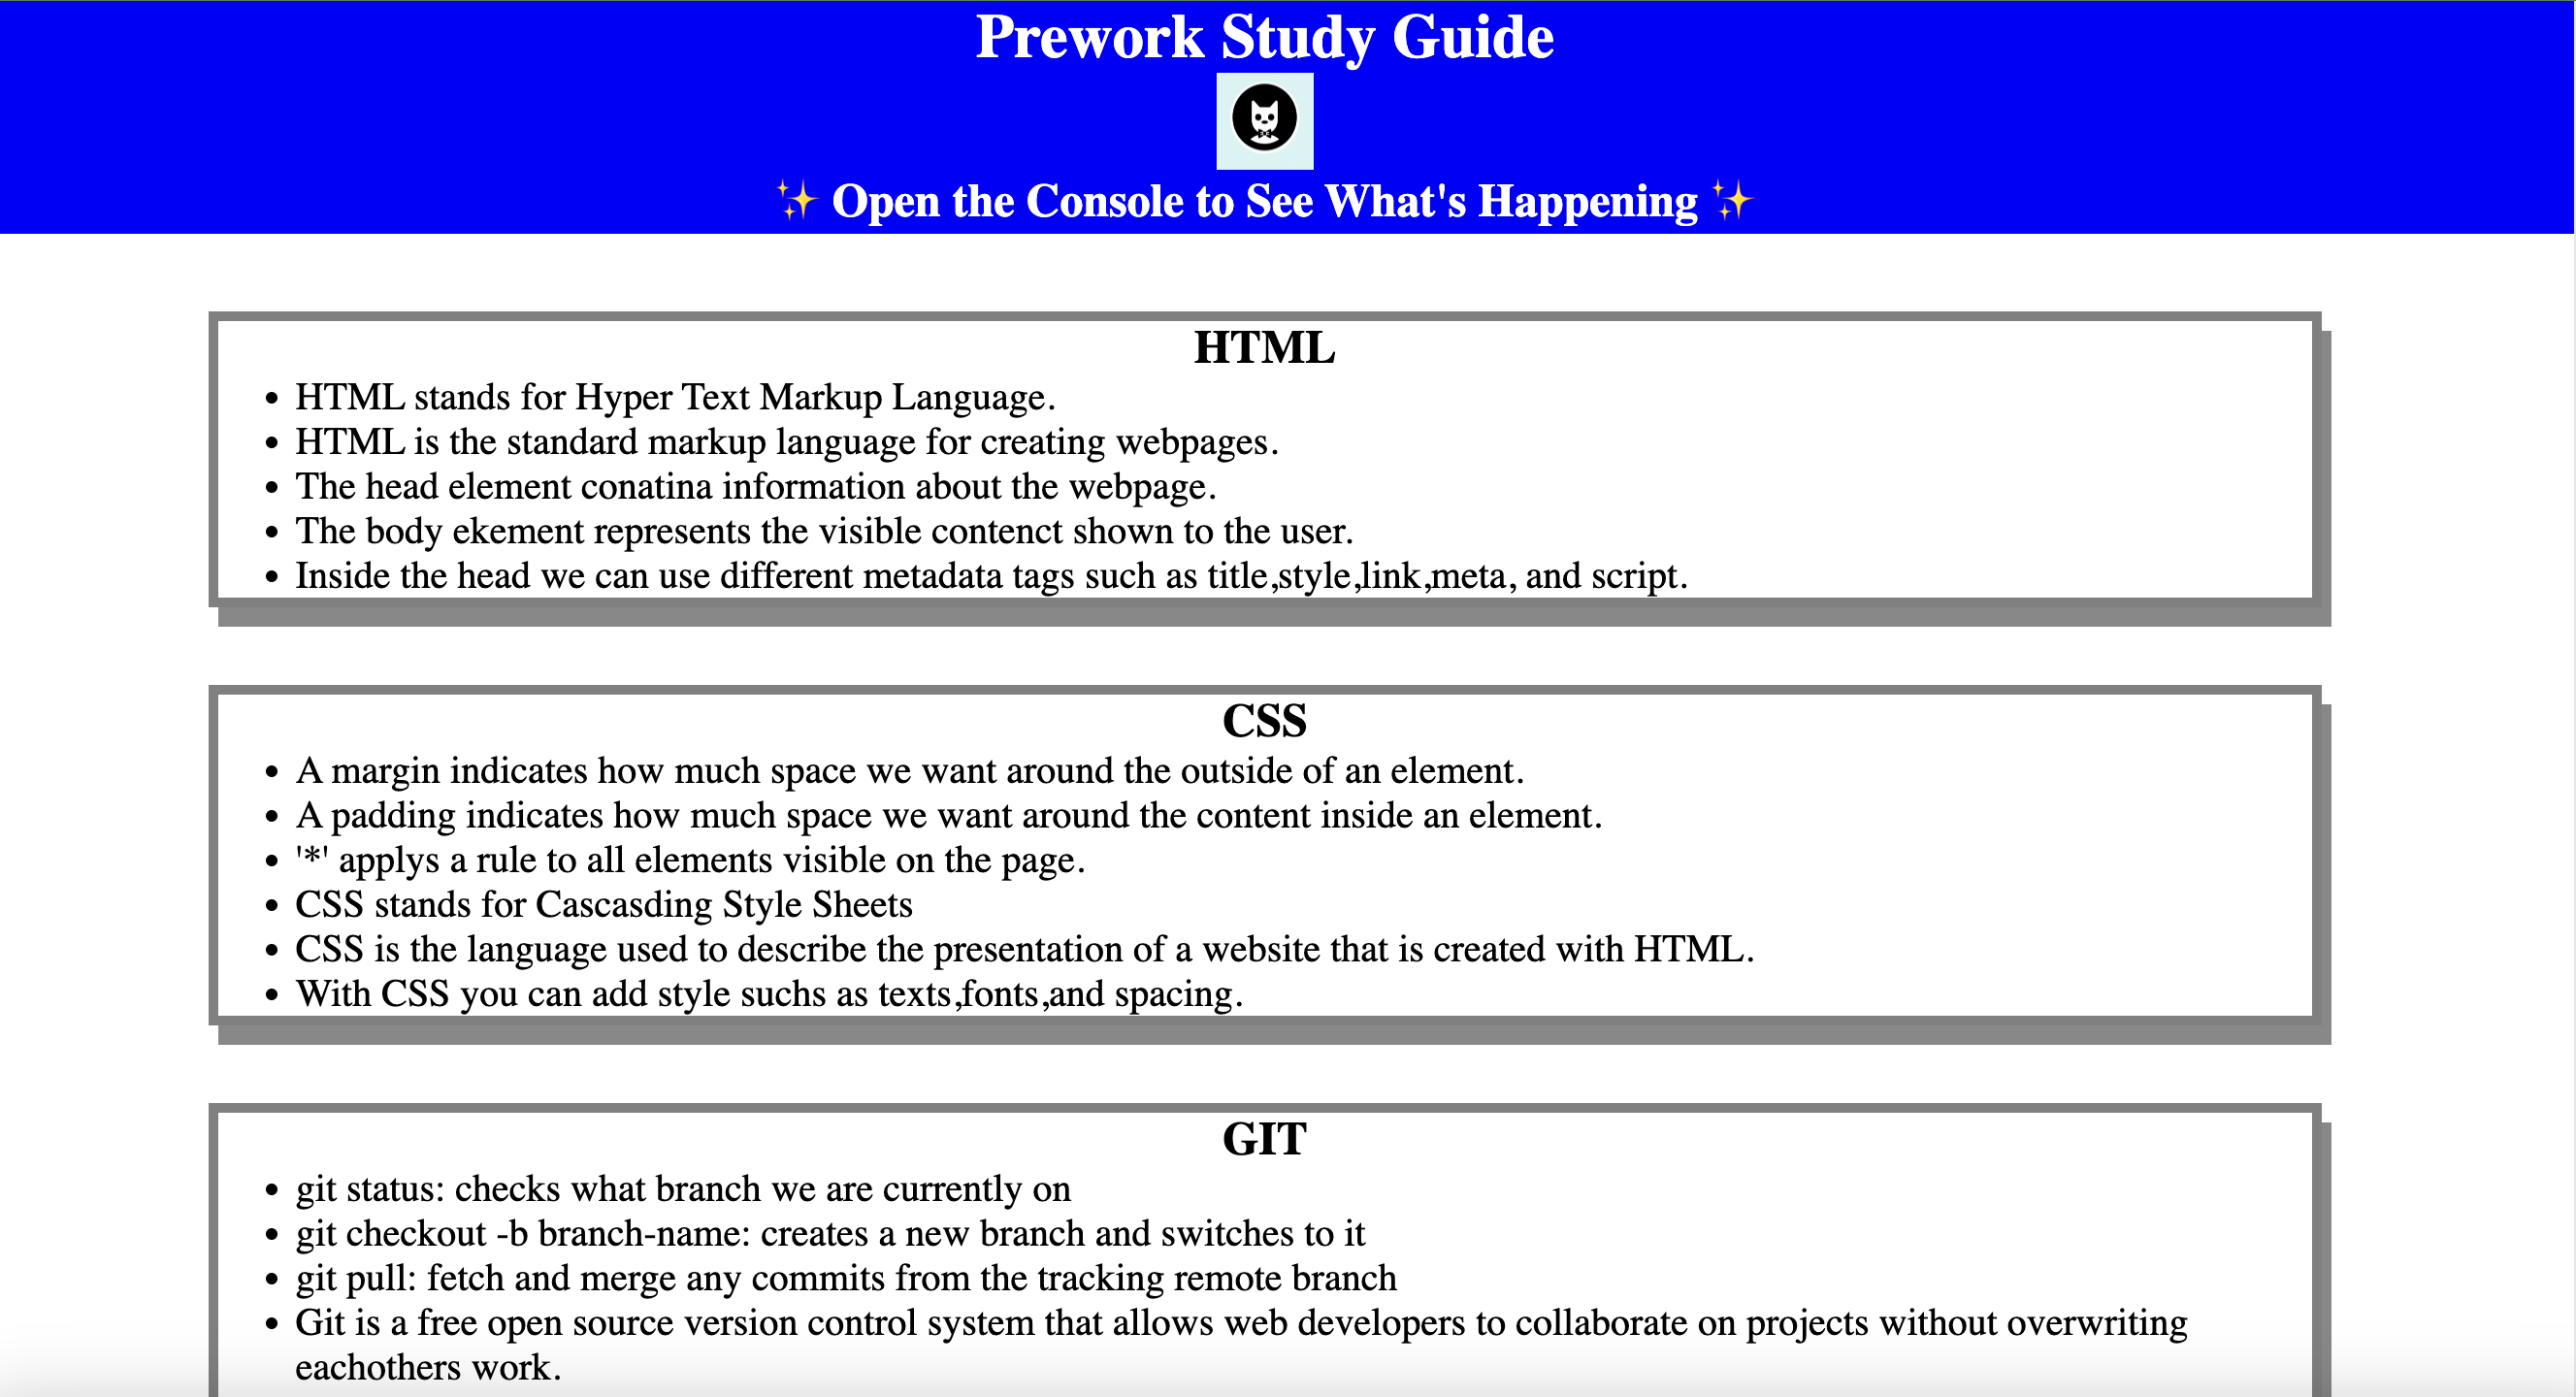 Prework Study Guide
✨ Open the Console to See What's Happening ✨
HTML
• HTML stands for Hyper Text Markup Language.
• HTML is the standard markup language for creating webpages.
• The head element conatina information about the webpage.
• The body ekement represents the visible contenct shown to the user.
• Inside the head we can use different metadata tags such as title,style,link,meta, and script.
CSS
• A margin indicates how much space we want around the outside of an element.
• A padding indicates how much space we want around the content inside an element.
• '*' applys a rule to all elements visible on the page.
• CSS stands for Cascasding Style Sheets
• CSS is the language used to describe the presentation of a website that is created with HTML.
• With CSS you can add style suchs as texts,fonts,and spacing.
GIT
• git status: checks what branch we are currently on
• git checkout -b branch-name: creates a new branch and switches to it
• git pull: fetch and merge any commits from the tracking remote branch
• Git is a free open source version control system that allows web developers to collaborate on projects without overwriting
eachothers work.